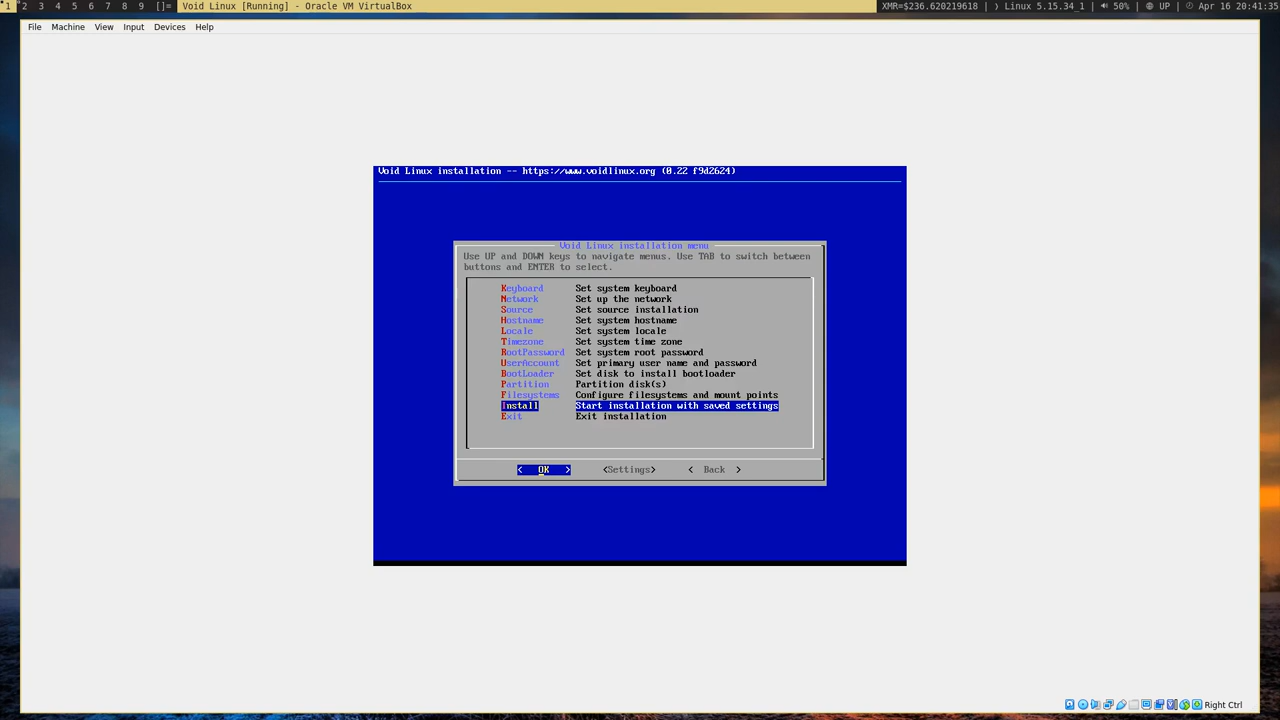 1 2 3 4 5 6 7 8 9 []= Void Linux [Running] - Oracle VM VirtualBox XMR=$236.620219618 | Linux 5.15.34_1 | 50% | UP | Apr 16 20:41:35
File Machine View Input Devices Help
Void Linux installation -- https://www.voidlinux.org (0.22 f9d2624)
Void Linux installation menu
Use UP and DOWN keys to navigate menus. Use TAB to switch between
buttons and ENTER to select.
Keyboard Set system keyboard
Network Set up the network
Source Set source installation
Hostname Set system hostname
Locale Set system locale
Timezone Set system time zone
RootPassword Set system root password
UserAccount Set primary user name and password
BootLoader Set disk to install bootloader
Partition Partition disk(s)
Filesystems Configure filesystems and mount points
Install Start installation with saved settings
Exit Exit installation
< OK > <Settings> < Back >
Right Ctrl